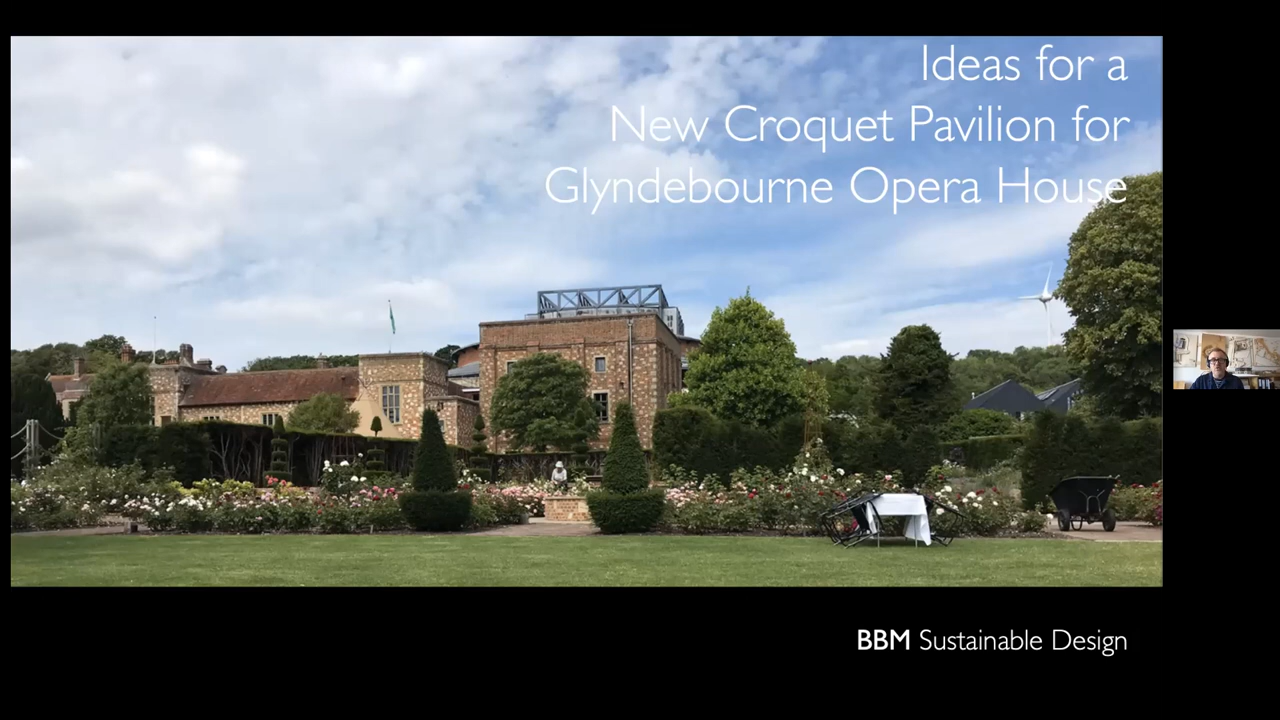 Ideas for a
New Croquet Pavilion for
Glyndebourne Opera House
BBM Sustainable Design